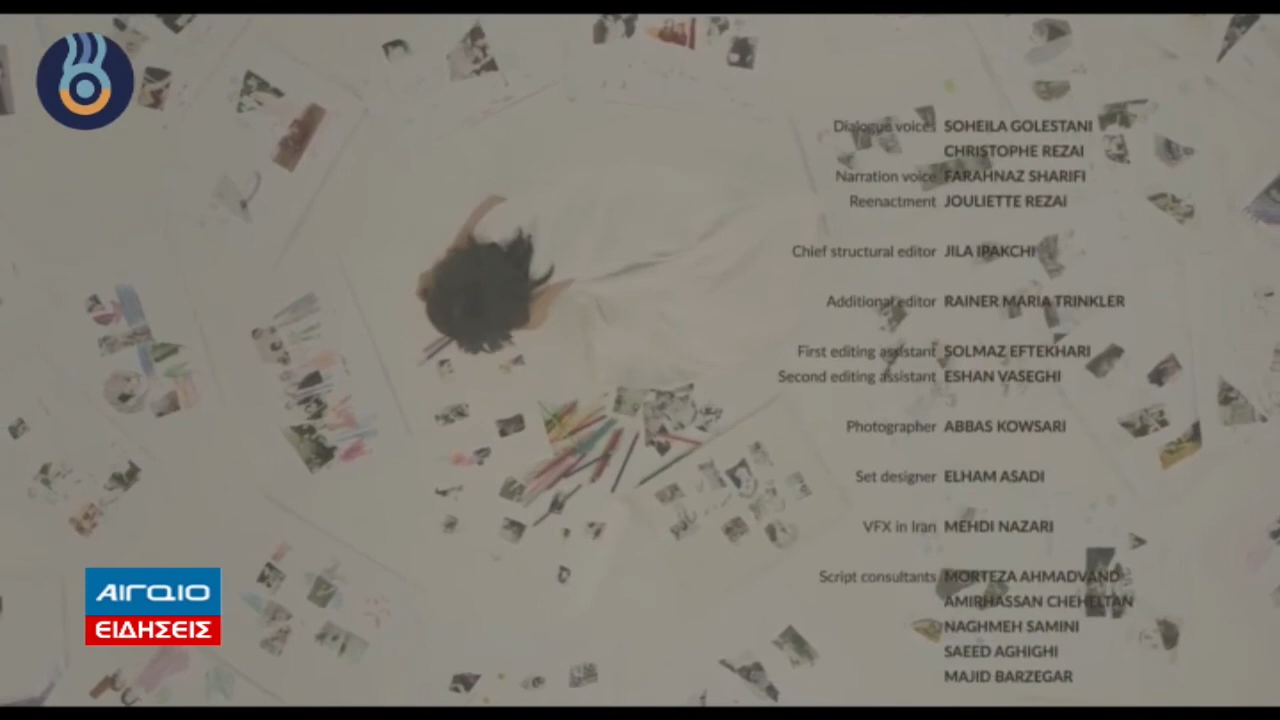 Dialogue voices SOHEILA GOLESTANI
CHRISTOPHE REZAI
Narration voice FARAHNAZ SHARIFI
Reenactment JOULIETTE REZAI
Chief structural editor JILA IPAKCHI
Additional editor RAINER MARIA TRINKLER
First editing assistant SOLMAZ EFTEKHARI
Second editing assistant ESHAN VASEGHI
Photographer ABBAS KOWSARI
Set designer ELHAM ASADI
VFX in Iran MEHDI NAZARI
Script consultants MORTEZA AHMADVAND
AMIRHASSAN CHEHELTAN
NAGHMEH SAMINI
SAEED AGHIGHI
MAJID BARZEGAR
ΑΙΓΑΙΟ
ΕΙΔΗΣΕΙΣ